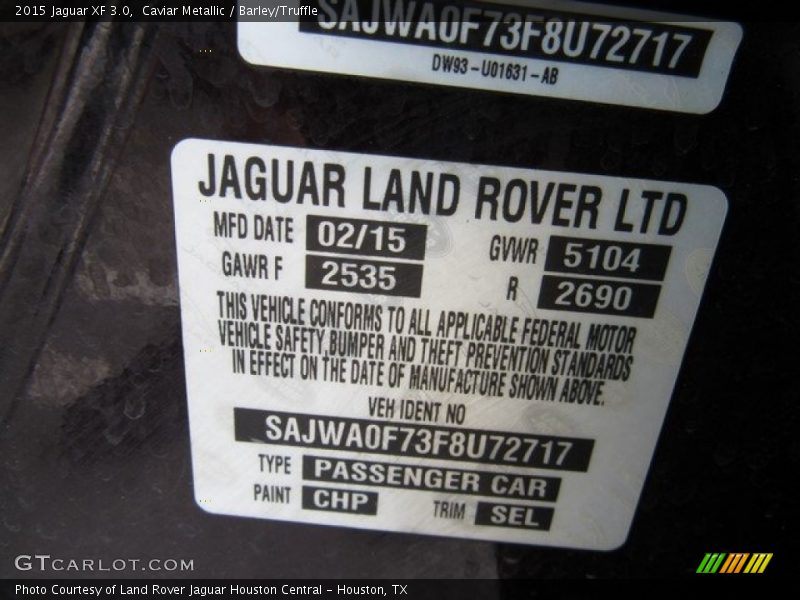 2015 Jaguar XF 3.0, Caviar Metallic / Barley/Truffle
SAJWA0F73F8U72717
DW93-U01631-AB
JAGUAR LAND ROVER LTD
MFD DATE 02/15 GVWR 5104
GAWR F 2535 R 2690
THIS VEHICLE CONFORMS TO ALL APPLICABLE FEDERAL MOTOR
VEHICLE SAFETY,BUMPER AND THEFT PREVENTION STANDARDS
IN EFFECT ON THE DATE OF MANUFACTURE SHOWN ABOVE.
VEH IDENT NO
SAJWA0F73F8U72717
TYPE PASSENGER CAR
PAINT CHP TRIM SEL
GTCARLOT.COM
Photo Courtesy of Land Rover Jaguar Houston Central - Houston, TX